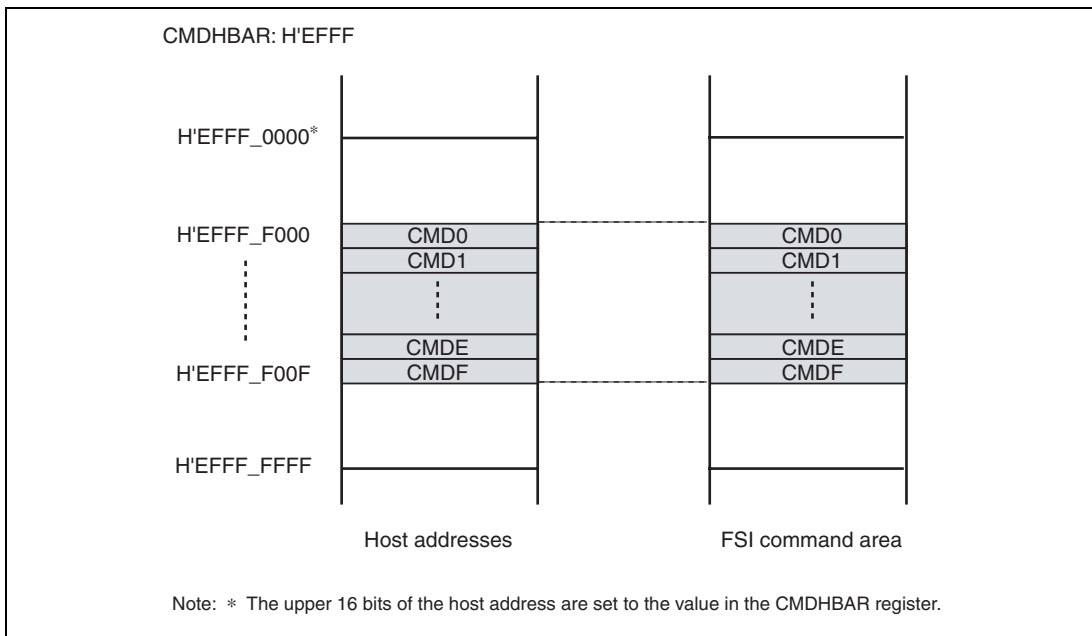 CMDHBAR: H'EFFF
H'EFFF_0000*
H'EFFF_F000
CMD0
CMD0
CMD1
CMD1
CMDE
CMDE
H'EFFF_F00F
CMDF
CMDF
H'EFFF_FFFF
Host addresses
FSI command area
Note: * The upper 16 bits of the host address are set to the value in the CMDHBAR register.